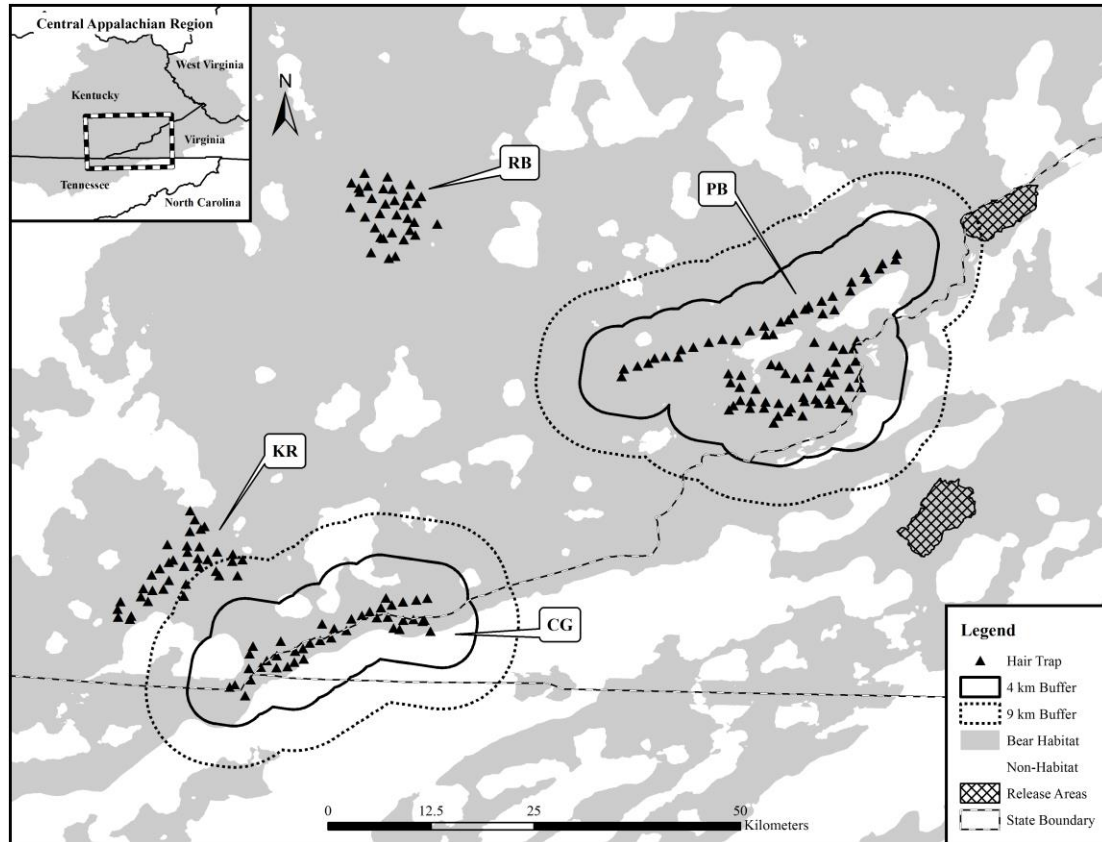 Central Appalachian Region
West Virginia
Kentucky
Virginia
Tennessee
North Carolina
N
RB
PB
KR
CG
Legend
Hair Trap
4 km Buffer
9 km Buffer
Bear Habitat
Non-Habitat
Release Areas
State Boundary
0 12.5 25 50
Kilometers